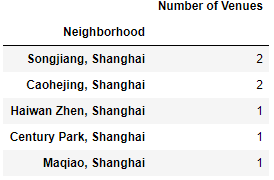 Number of Venues
Neighborhood
Songjiang, Shanghai 2
Caohejing, Shanghai 2
Haiwan Zhen, Shanghai 1
Century Park, Shanghai 1
Maqiao, Shanghai 1